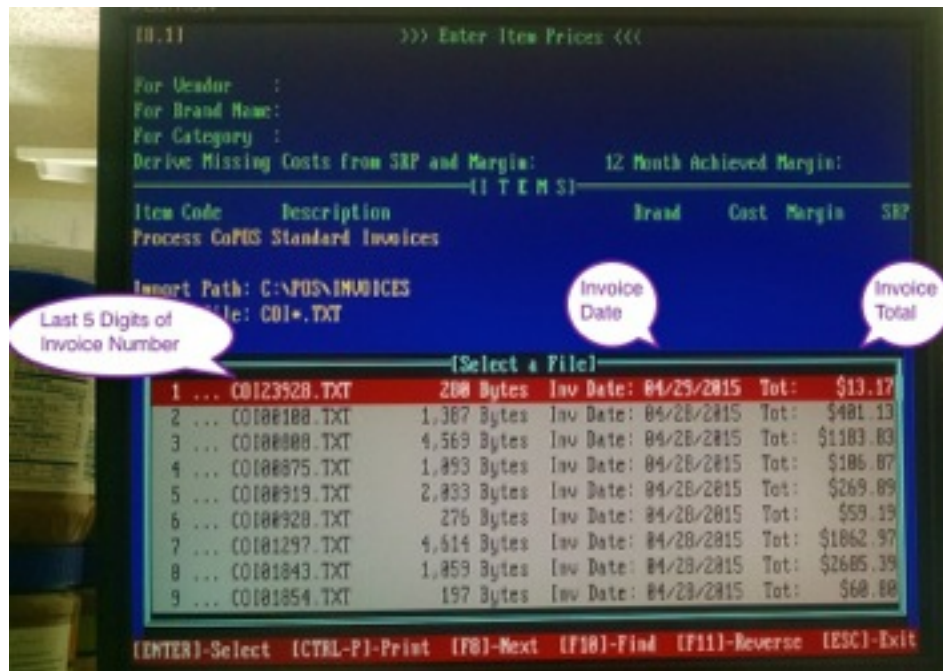 [8.1] >>> Enter Item Prices <<<
For Vendor :
For Brand Name:
For Category :
Derive Missing Costs from SRP and Margin: 12 Month Achieved Margin:
[I T E M S]
Item Code Description Brand Cost Margin SRP
Process CoPOS Standard Invoices
Import Path: C:\POS\INVOICES
Invoice Date
Invoice Total
Last 5 Digits of Invoice Number
COI*.TXT
[Select a File]
1 ... COI23928.TXT 280 Bytes Inv Date: 04/29/2015 Tot: $13.17
2 ... COI00100.TXT 1,387 Bytes Inv Date: 04/28/2015 Tot: $401.13
3 ... COI00808.TXT 4,569 Bytes Inv Date: 04/28/2015 Tot: $1183.83
4 ... COI00875.TXT 1,093 Bytes Inv Date: 04/28/2015 Tot: $106.07
5 ... COI00919.TXT 2,033 Bytes Inv Date: 04/28/2015 Tot: $269.09
6 ... COI00928.TXT 276 Bytes Inv Date: 04/28/2015 Tot: $59.19
7 ... COI01297.TXT 4,614 Bytes Inv Date: 04/28/2015 Tot: $1062.97
8 ... COI01843.TXT 1,059 Bytes Inv Date: 04/28/2015 Tot: $2685.39
9 ... COI01854.TXT 197 Bytes Inv Date: 04/28/2015 Tot: $60.80
[ENTER]-Select [CTRL-P]-Print [F8]-Next [F10]-Find [F11]-Reverse [ESC]-Exit